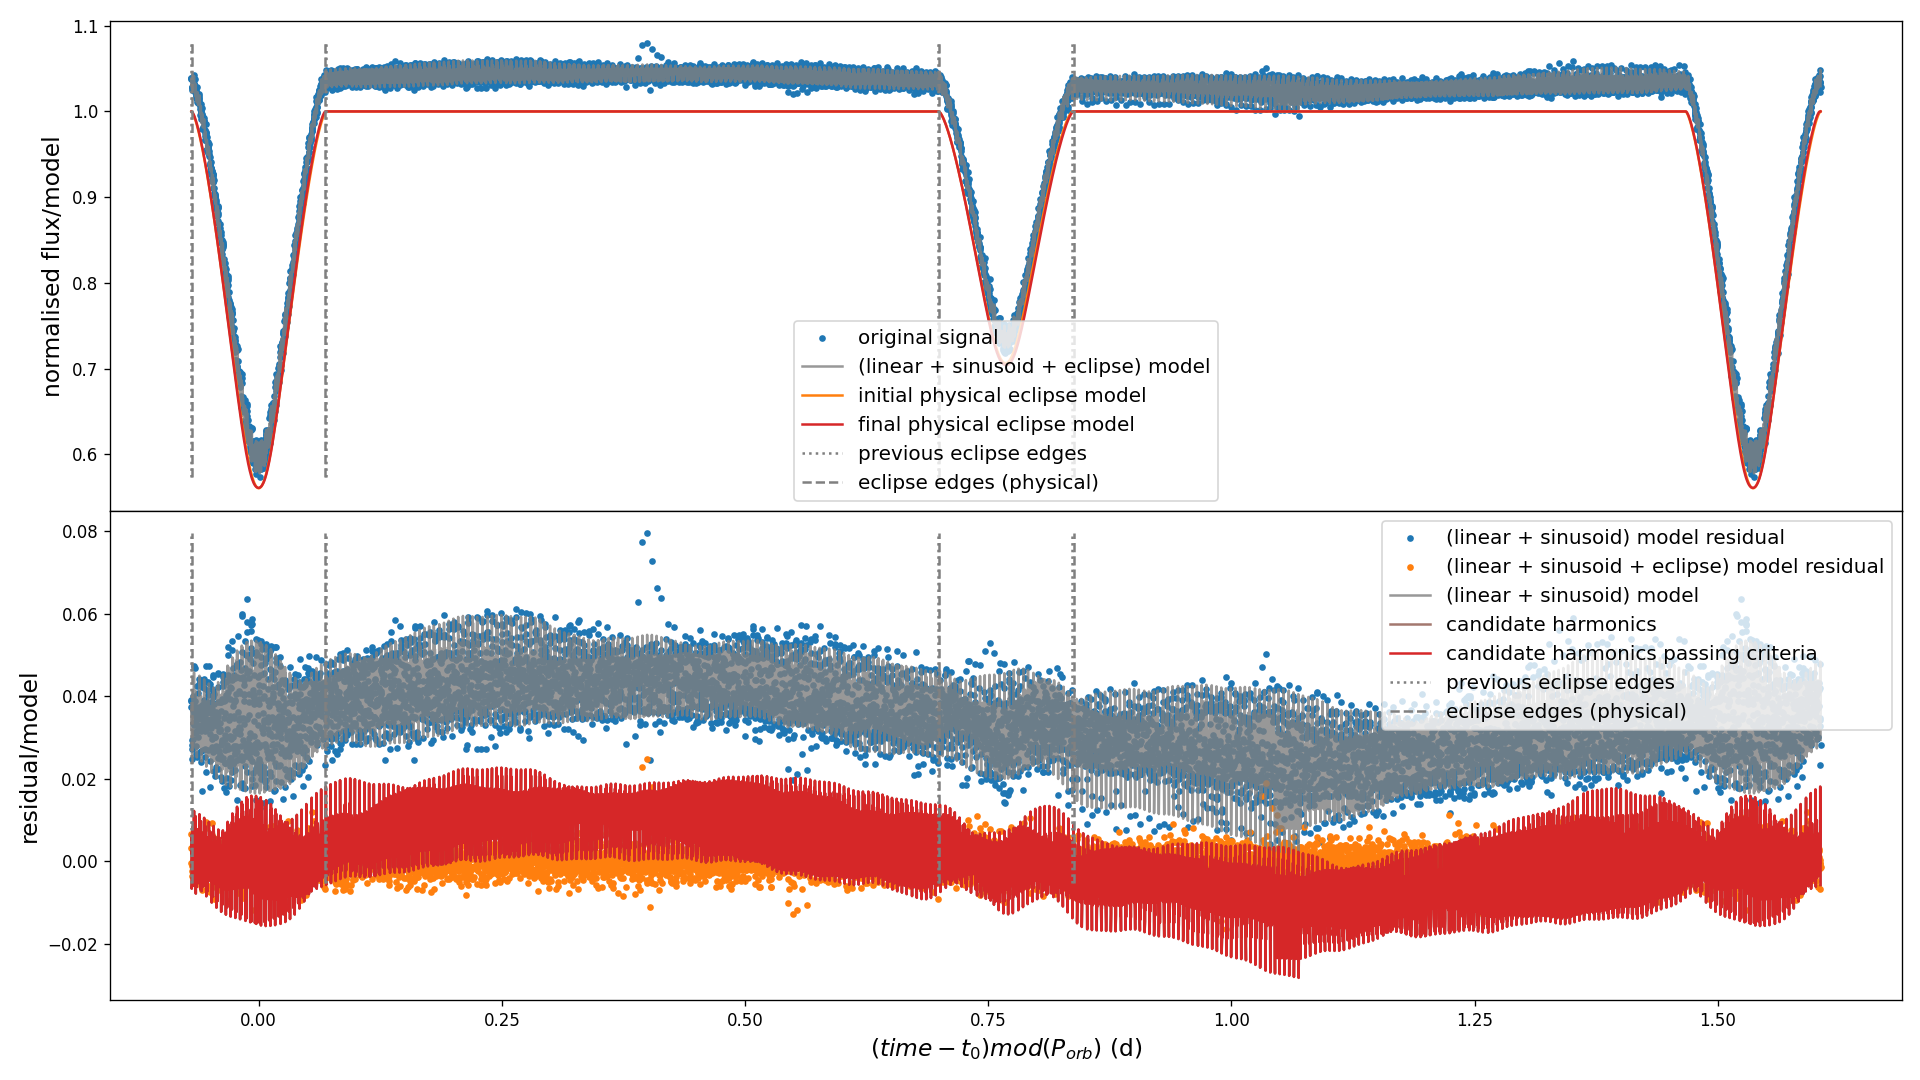 1.1
1.0
0.9
0.8
0.7
0.6
normalised flux/model
original signal
(linear + sinusoid + eclipse) model
initial physical eclipse model
final physical eclipse model
previous eclipse edges
eclipse edges (physical)
0.08
0.06
0.04
0.02
0.00
−0.02
residual/model
(linear + sinusoid) model residual
(linear + sinusoid + eclipse) model residual
(linear + sinusoid) model
candidate harmonics
candidate harmonics passing criteria
previous eclipse edges
eclipse edges (physical)
0.00 0.25 0.50 0.75 1.00 1.25 1.50
(time − t₀)mod(P_orb) (d)